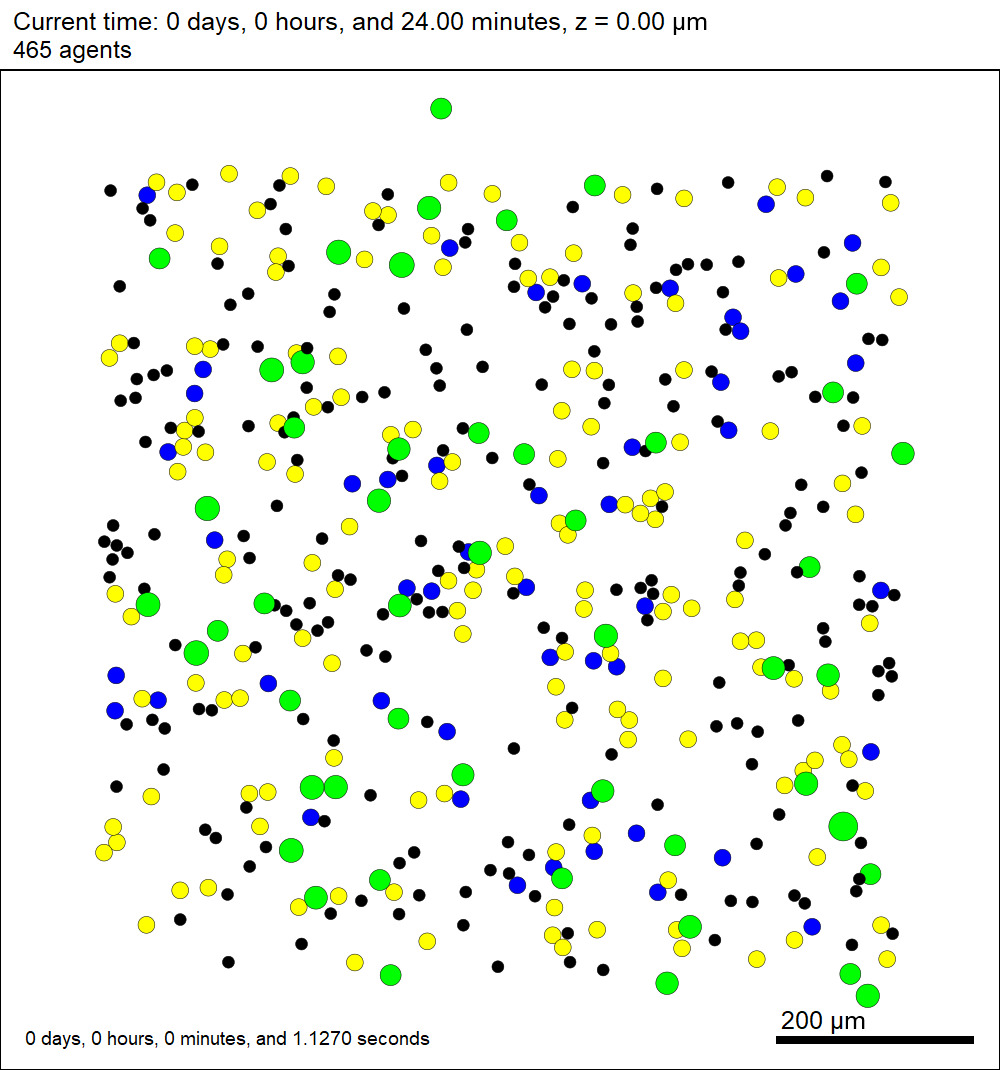 Current time: 0 days, 0 hours, and 24.00 minutes, z = 0.00 µm
465 agents
200 µm
0 days, 0 hours, 0 minutes, and 1.1270 seconds